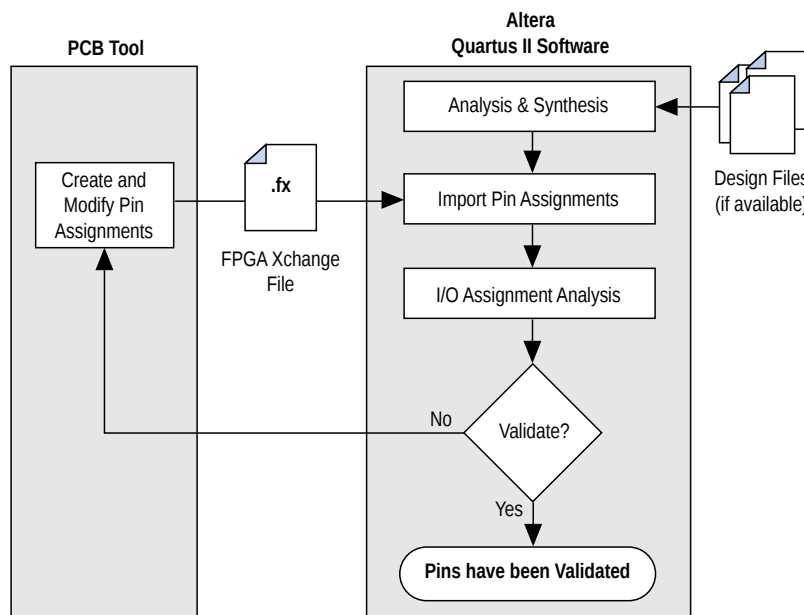 Altera
Quartus II Software
PCB Tool
Analysis & Synthesis
Design Files
(if available)
Create and
Modify Pin
Assignments
.fx
FPGA Xchange
File
Import Pin Assignments
I/O Assignment Analysis
Validate?
No
Yes
Pins have been Validated